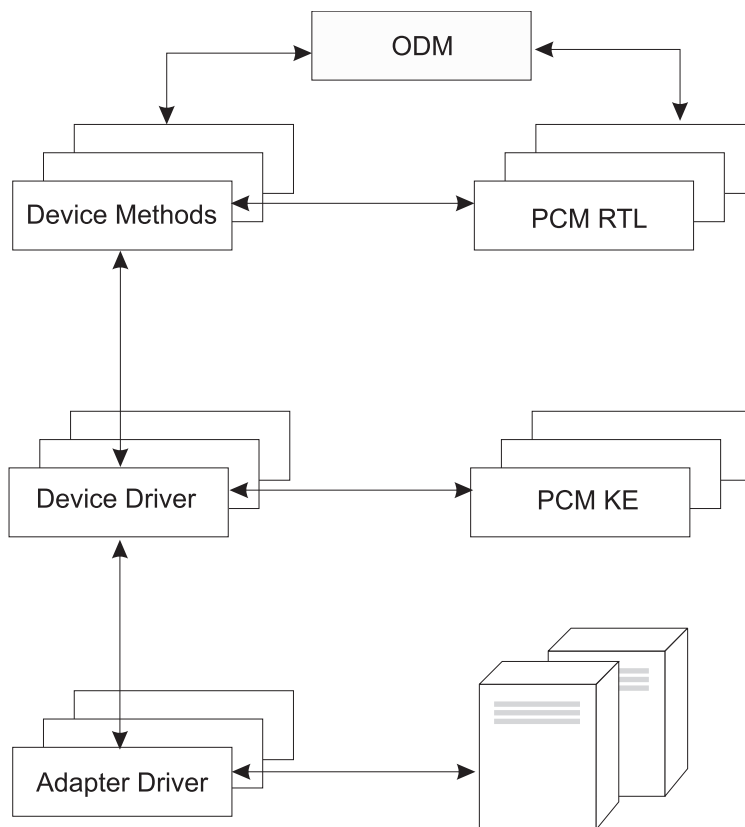 ODM
Device Methods
PCM RTL
Device Driver
PCM KE
Adapter Driver